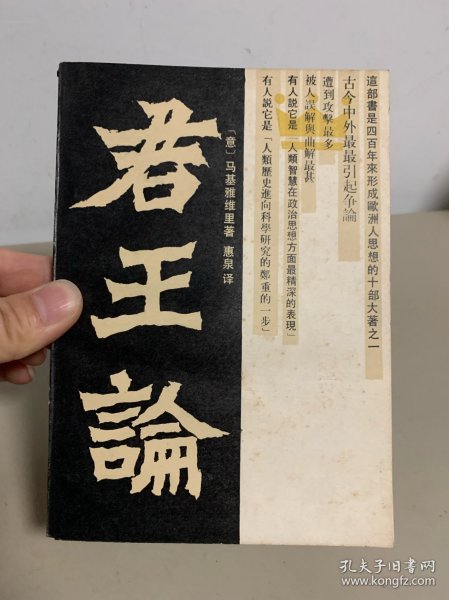 這部書是四百年來形成歐洲人思想的十部大著之一
古今中外最最引起争論
遭到攻擊最多
被人誤解與曲解最甚
有人説它是「人類智慧在政治思想方面最精深的表現」
有人説它是「人類歷史進向科學研究的鄭重的一步」
君王論
〔意〕马基雅维里著 惠泉译
孔夫子旧书网
www.kongfz.com